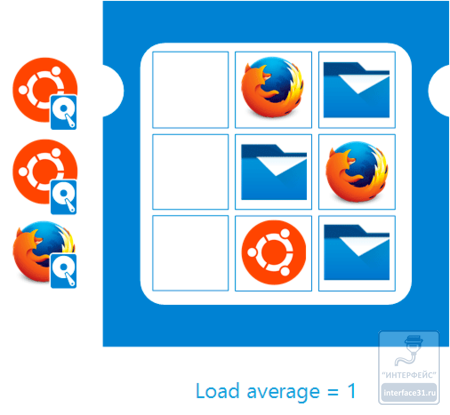 Load average = 1
"ИНТЕРФЕЙС"
interface31.ru